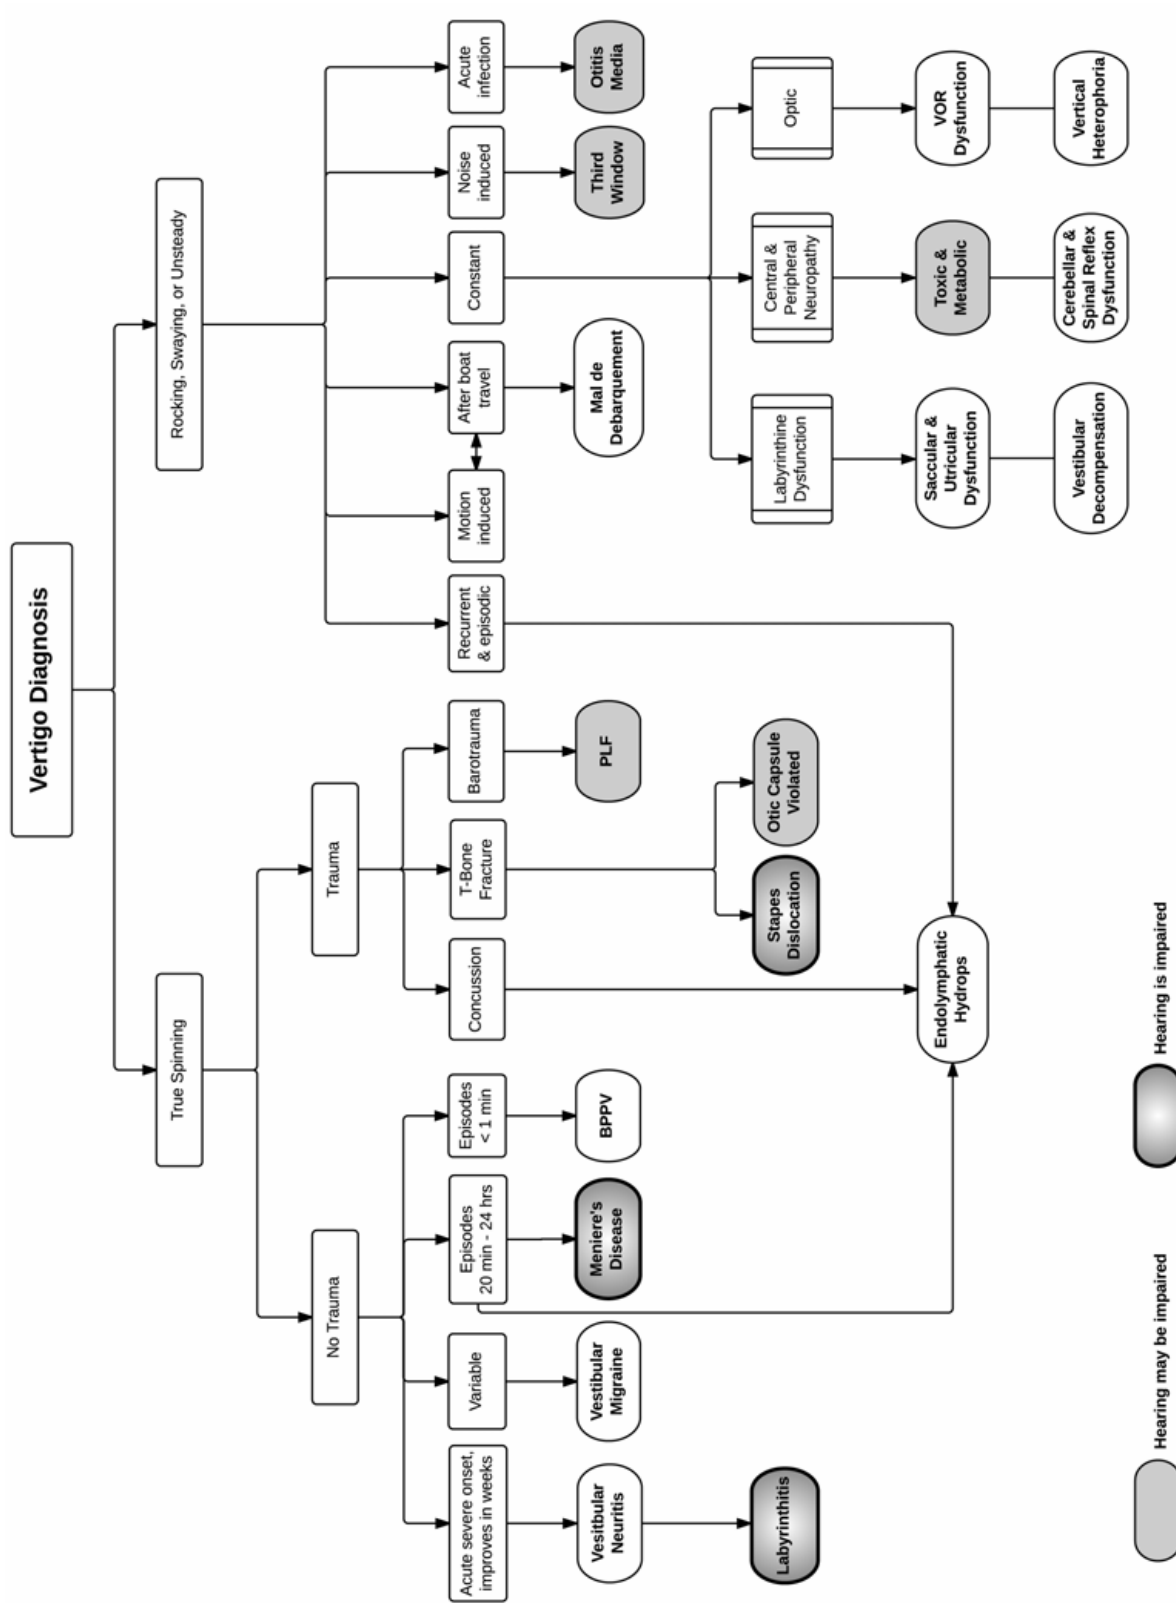 Vertigo Diagnosis
True Spinning
Rocking, Swaying, or Unsteady
No Trauma
Trauma
Acute severe onset,
improves in weeks
Variable
Episodes
20 min - 24 hrs
Episodes
< 1 min
Concussion
T-Bone
Fracture
Barotrauma
Recurrent
& episodic
Motion
induced
After boat
travel
Constant
Noise
induced
Acute
infection
Vesitbular
Neuritis
Vestibular
Migraine
Meniere's
Disease
BPPV
PLF
Mal de
Debarquement
Third
Window
Otitis
Media
Labyrinthitis
Stapes
Dislocation
Otic Capsule
Violated
Labyrinthine
Dysfunction
Central &
Peripheral
Neuropathy
Optic
Endolymphatic
Hydrops
Saccular &
Utricular
Dysfunction
Toxic &
Metabolic
VOR
Dysfunction
Vestibular
Decompensation
Cerebellar &
Spinal Reflex
Dysfunction
Vertical
Heterophoria
Hearing may be impaired
Hearing is impaired